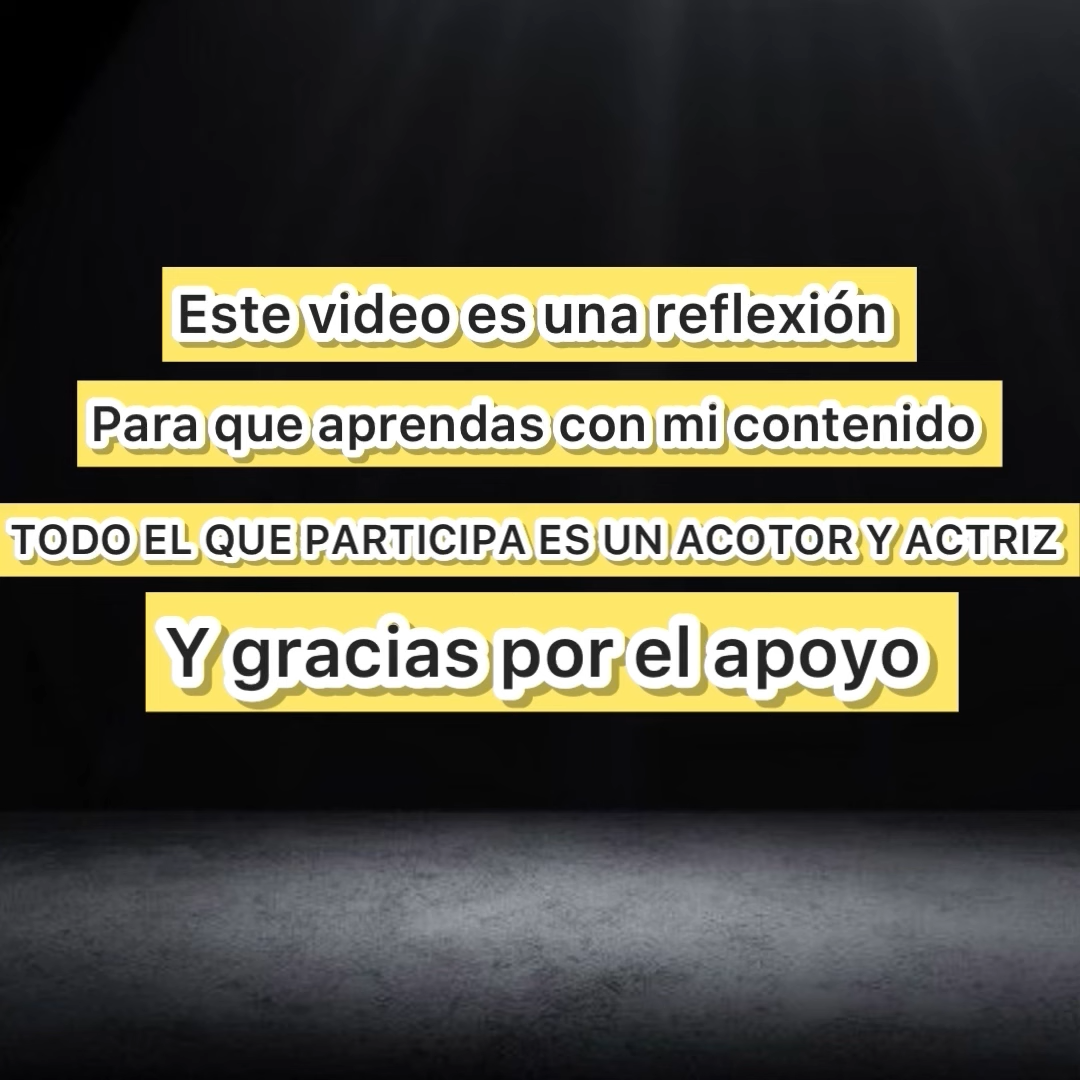 Este video es una reflexión
Para que aprendas con mi contenido
TODO EL QUE PARTICIPA ES UN ACOTOR Y ACTRIZ
Y gracias por el apoyo